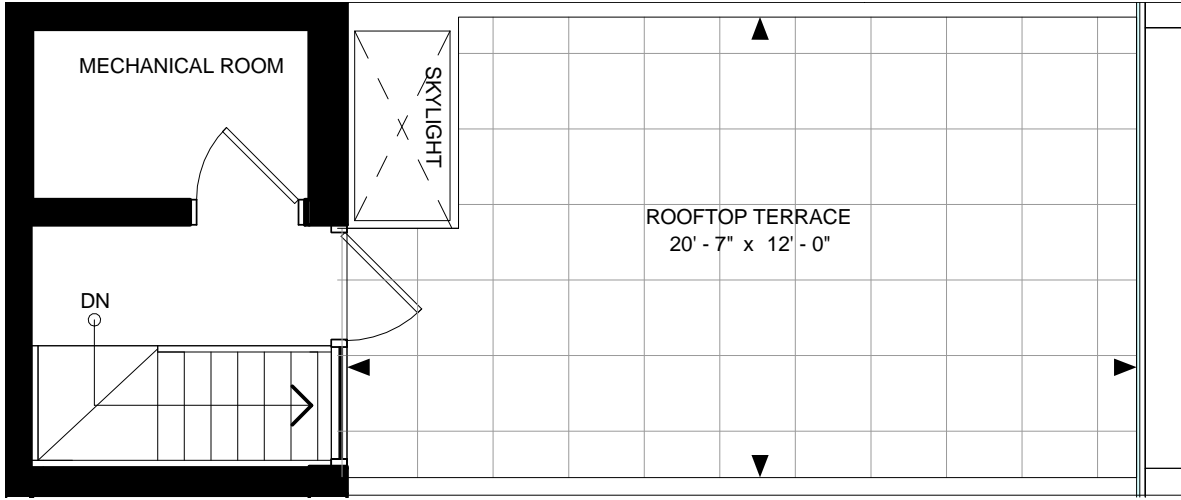 MECHANICAL ROOM
SKYLIGHT
ROOFTOP TERRACE
20' - 7" x 12' - 0"
DN